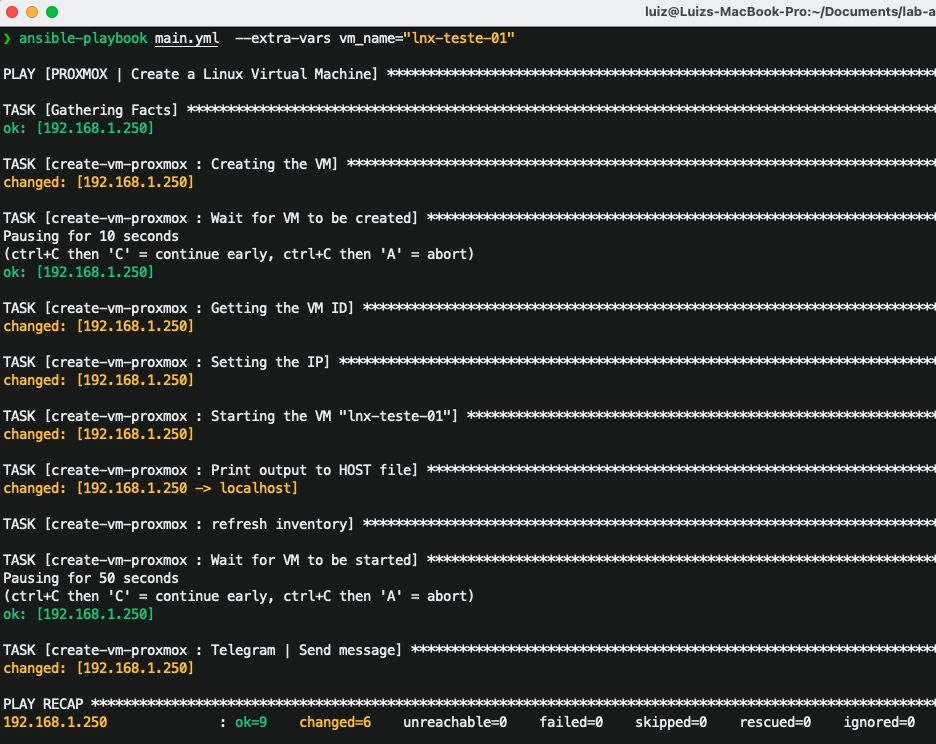 luiz@Luizs-MacBook-Pro:~/Documents/lab-a
❯ ansible-playbook main.yml  --extra-vars vm_name="lnx-teste-01"
PLAY [PROXMOX | Create a Linux Virtual Machine] ********************************************************************
TASK [Gathering Facts] *********************************************************************************************
ok: [192.168.1.250]
TASK [create-vm-proxmox : Creating the VM] *************************************************************************
changed: [192.168.1.250]
TASK [create-vm-proxmox : Wait for VM to be created] ***************************************************************
Pausing for 10 seconds
(ctrl+C then 'C' = continue early, ctrl+C then 'A' = abort)
ok: [192.168.1.250]
TASK [create-vm-proxmox : Getting the VM ID] ***********************************************************************
changed: [192.168.1.250]
TASK [create-vm-proxmox : Setting the IP] **************************************************************************
changed: [192.168.1.250]
TASK [create-vm-proxmox : Starting the VM "lnx-teste-01"] **********************************************************
changed: [192.168.1.250]
TASK [create-vm-proxmox : Print output to HOST file] ***************************************************************
changed: [192.168.1.250 -> localhost]
TASK [create-vm-proxmox : refresh inventory] ***********************************************************************
TASK [create-vm-proxmox : Wait for VM to be started] ***************************************************************
Pausing for 50 seconds
(ctrl+C then 'C' = continue early, ctrl+C then 'A' = abort)
ok: [192.168.1.250]
TASK [create-vm-proxmox : Telegram | Send message] *****************************************************************
changed: [192.168.1.250]
PLAY RECAP *********************************************************************************************************
192.168.1.250              : ok=9    changed=6    unreachable=0    failed=0    skipped=0    rescued=0    ignored=0